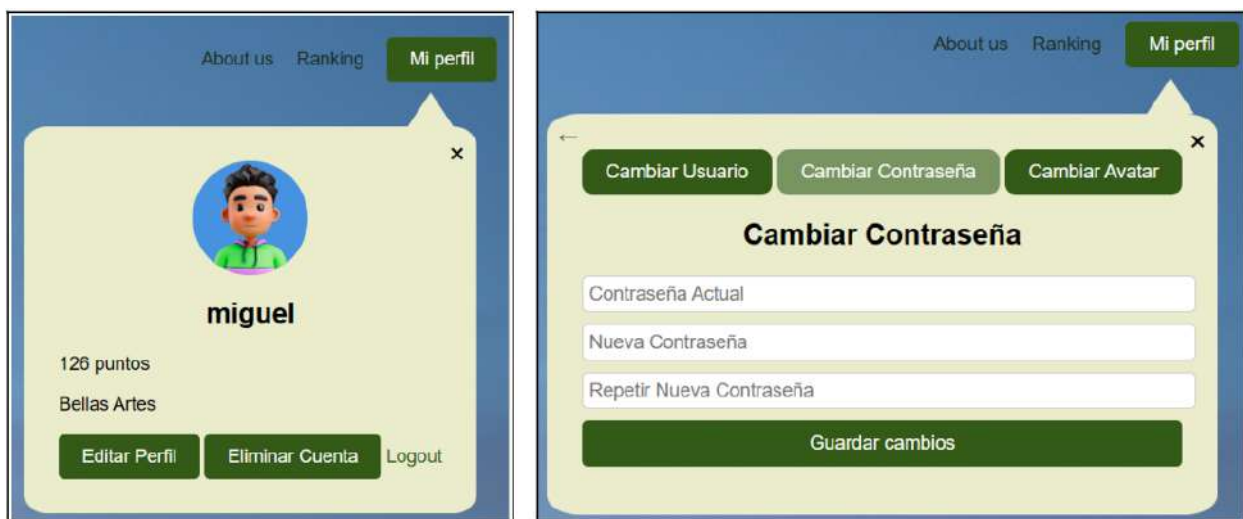 About us Ranking Mi perfil
×
miguel
126 puntos
Bellas Artes
Editar Perfil Eliminar Cuenta Logout
About us Ranking Mi perfil
← ×
Cambiar Usuario Cambiar Contraseña Cambiar Avatar
Cambiar Contraseña
Contraseña Actual
Nueva Contraseña
Repetir Nueva Contraseña
Guardar cambios